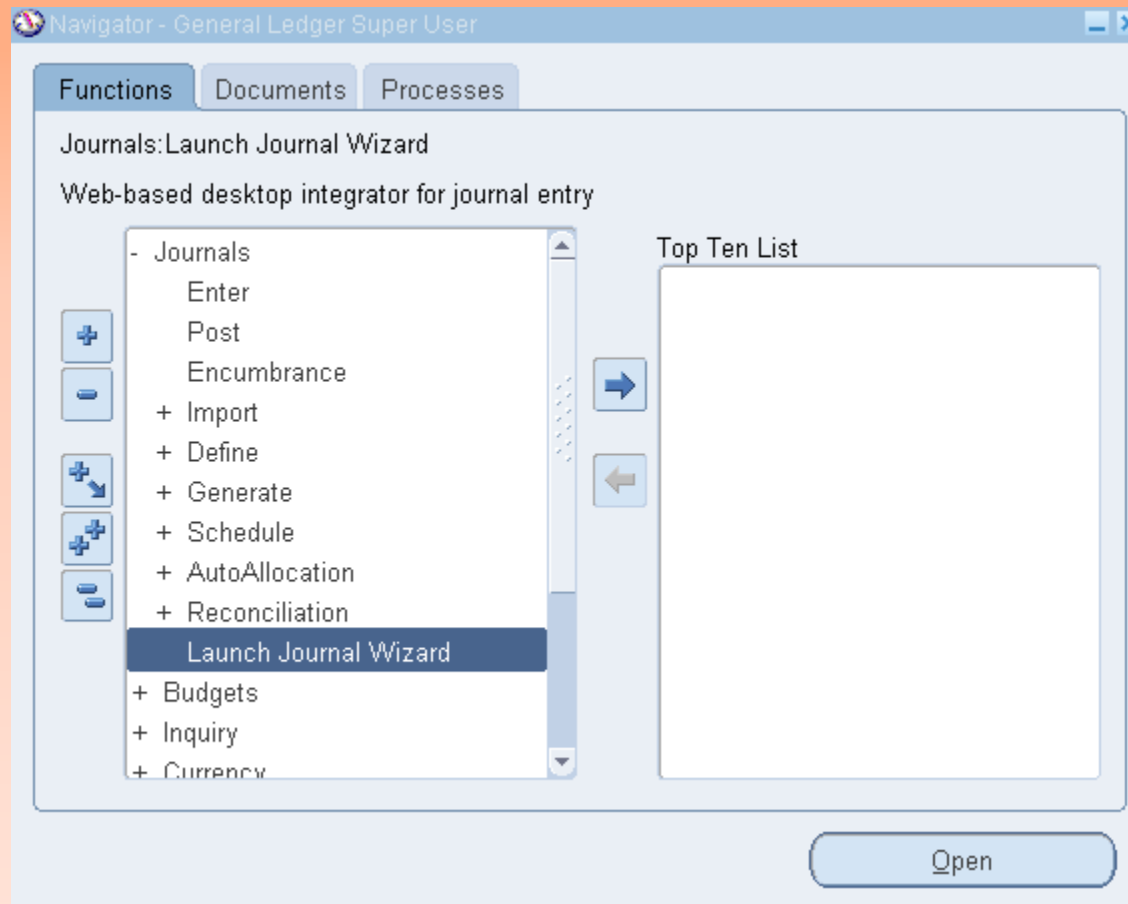 Navigator - General Ledger Super User
Functions Documents Processes
Journals:Launch Journal Wizard
Web-based desktop integrator for journal entry
- Journals
Enter
Post
Encumbrance
+ Import
+ Define
+ Generate
+ Schedule
+ AutoAllocation
+ Reconciliation
Launch Journal Wizard
+ Budgets
+ Inquiry
+ Currency
Top Ten List
Open